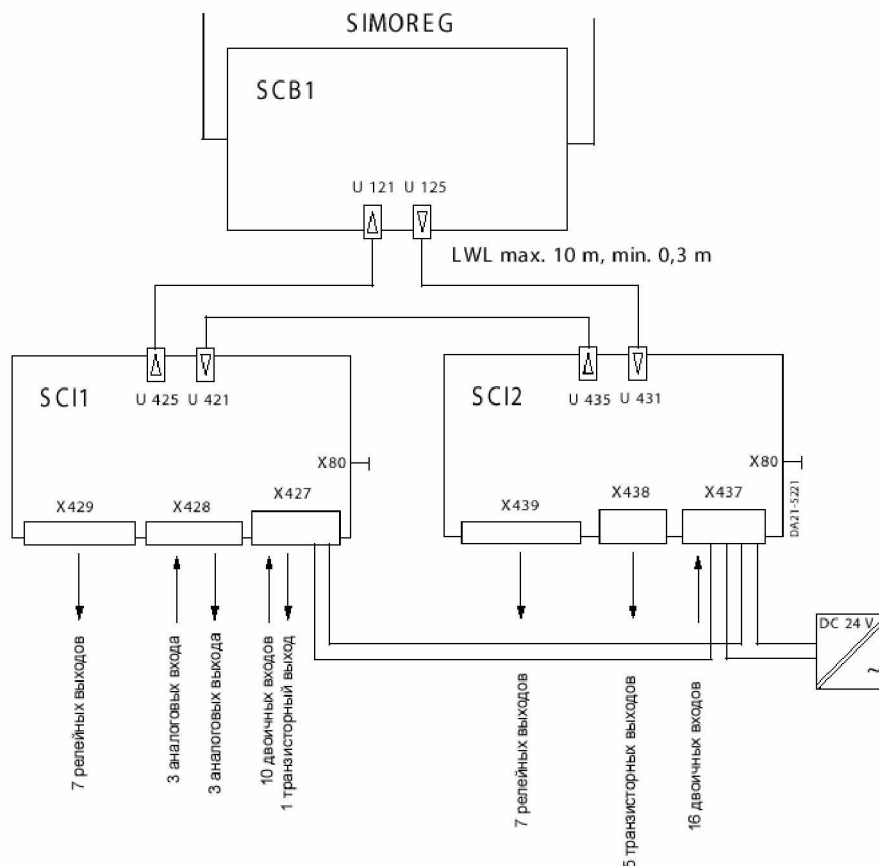 SIMOREG
SCB1
U 121 U 125
LWL max. 10 m, min. 0,3 m
SCI1
U 425 U 421
X80
X429
X428
X427
SCI2
U 435 U 431
X80
X439
X438
X437
DA21-5221
DC 24 V
~
7 релейных выходов
3 аналоговых входа
3 аналоговых выхода
10 двоичных входов
1 транзисторный выход
7 релейных выходов
5 транзисторных выходов
16 двоичных входов